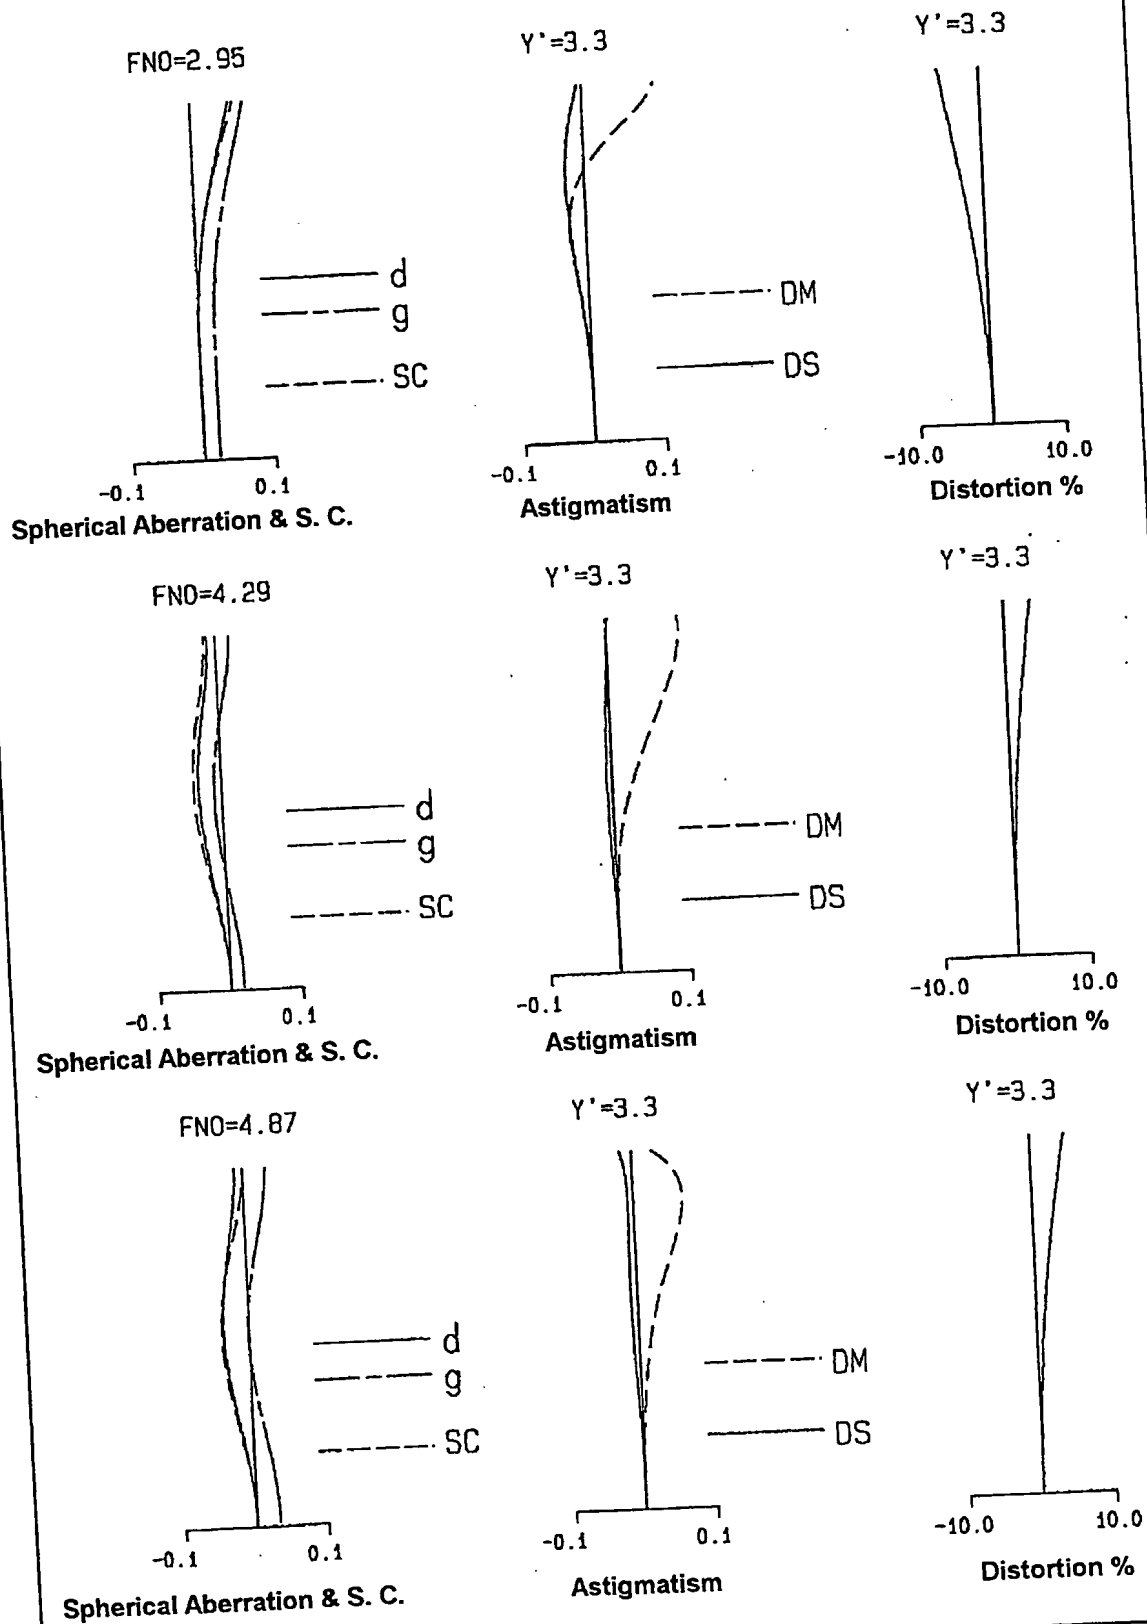 FNO=2.95
Y'=3.3
Y'=3.3
d
g
SC
DM
DS
-0.1 0.1
-0.1 0.1
-10.0 10.0
Spherical Aberration & S. C.
Astigmatism
Distortion %
FNO=4.29
Y'=3.3
Y'=3.3
d
g
SC
DM
DS
-0.1 0.1
-0.1 0.1
-10.0 10.0
Spherical Aberration & S. C.
Astigmatism
Distortion %
FNO=4.87
Y'=3.3
Y'=3.3
d
g
SC
DM
DS
-0.1 0.1
-0.1 0.1
-10.0 10.0
Spherical Aberration & S. C.
Astigmatism
Distortion %